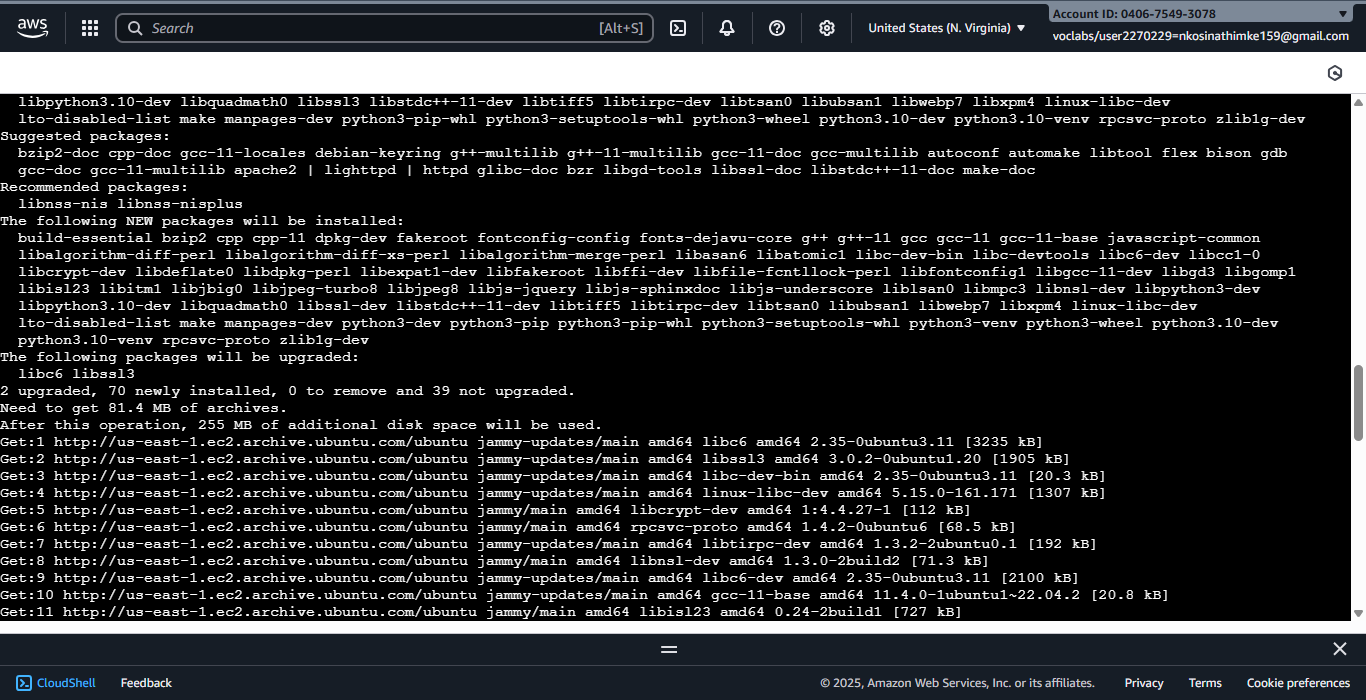 aws
Search [Alt+S]
United States (N. Virginia)
Account ID: 0406-7549-3078
voclabs/user2270229=nkosinathimke159@gmail.com
libpython3.10-dev libquadmath0 libssl3 libstdc++-11-dev libtiff5 libtirpc-dev libtsan0 libubsan1 libwebp7 libxpm4 linux-libc-dev
lto-disabled-list make manpages-dev python3-pip-whl python3-setuptools-whl python3-wheel python3.10-dev python3.10-venv rpcsvc-proto zlib1g-dev
Suggested packages:
bzip2-doc cpp-doc gcc-11-locales debian-keyring g++-multilib g++-11-multilib gcc-11-doc gcc-multilib autoconf automake libtool flex bison gdb
gcc-doc gcc-11-multilib apache2 | lighttpd | httpd glibc-doc bzr libgd-tools libssl-doc libstdc++-11-doc make-doc
Recommended packages:
libnss-nis libnss-nisplus
The following NEW packages will be installed:
build-essential bzip2 cpp cpp-11 dpkg-dev fakeroot fontconfig-config fonts-dejavu-core g++ g++-11 gcc gcc-11 gcc-11-base javascript-common
libalgorithm-diff-perl libalgorithm-diff-xs-perl libalgorithm-merge-perl libasan6 libatomic1 libc-dev-bin libc-devtools libc6-dev libcc1-0
libcrypt-dev libdeflate0 libdpkg-perl libexpat1-dev libfakeroot libffi-dev libfile-fcntllock-perl libfontconfig1 libgcc-11-dev libgd3 libgomp1
libisl23 libitm1 libjbig0 libjpeg-turbo8 libjpeg8 libjs-jquery libjs-sphinxdoc libjs-underscore liblsan0 libmpc3 libnsl-dev libpython3-dev
libpython3.10-dev libquadmath0 libssl-dev libstdc++-11-dev libtiff5 libtirpc-dev libtsan0 libubsan1 libwebp7 libxpm4 linux-libc-dev
lto-disabled-list make manpages-dev python3-dev python3-pip python3-pip-whl python3-setuptools-whl python3-venv python3-wheel python3.10-dev
python3.10-venv rpcsvc-proto zlib1g-dev
The following packages will be upgraded:
libc6 libssl3
2 upgraded, 70 newly installed, 0 to remove and 39 not upgraded.
Need to get 81.4 MB of archives.
After this operation, 255 MB of additional disk space will be used.
Get:1 http://us-east-1.ec2.archive.ubuntu.com/ubuntu jammy-updates/main amd64 libc6 amd64 2.35-0ubuntu3.11 [3235 kB]
Get:2 http://us-east-1.ec2.archive.ubuntu.com/ubuntu jammy-updates/main amd64 libssl3 amd64 3.0.2-0ubuntu1.20 [1905 kB]
Get:3 http://us-east-1.ec2.archive.ubuntu.com/ubuntu jammy-updates/main amd64 libc-dev-bin amd64 2.35-0ubuntu3.11 [20.3 kB]
Get:4 http://us-east-1.ec2.archive.ubuntu.com/ubuntu jammy-updates/main amd64 linux-libc-dev amd64 5.15.0-161.171 [1307 kB]
Get:5 http://us-east-1.ec2.archive.ubuntu.com/ubuntu jammy/main amd64 libcrypt-dev amd64 1:4.4.27-1 [112 kB]
Get:6 http://us-east-1.ec2.archive.ubuntu.com/ubuntu jammy/main amd64 rpcsvc-proto amd64 1.4.2-0ubuntu6 [68.5 kB]
Get:7 http://us-east-1.ec2.archive.ubuntu.com/ubuntu jammy-updates/main amd64 libtirpc-dev amd64 1.3.2-2ubuntu0.1 [192 kB]
Get:8 http://us-east-1.ec2.archive.ubuntu.com/ubuntu jammy/main amd64 libnsl-dev amd64 1.3.0-2build2 [71.3 kB]
Get:9 http://us-east-1.ec2.archive.ubuntu.com/ubuntu jammy-updates/main amd64 libc6-dev amd64 2.35-0ubuntu3.11 [2100 kB]
Get:10 http://us-east-1.ec2.archive.ubuntu.com/ubuntu jammy-updates/main amd64 gcc-11-base amd64 11.4.0-1ubuntu1~22.04.2 [20.8 kB]
Get:11 http://us-east-1.ec2.archive.ubuntu.com/ubuntu jammy/main amd64 libisl23 amd64 0.24-2build1 [727 kB]
CloudShell Feedback © 2025, Amazon Web Services, Inc. or its affiliates. Privacy Terms Cookie preferences